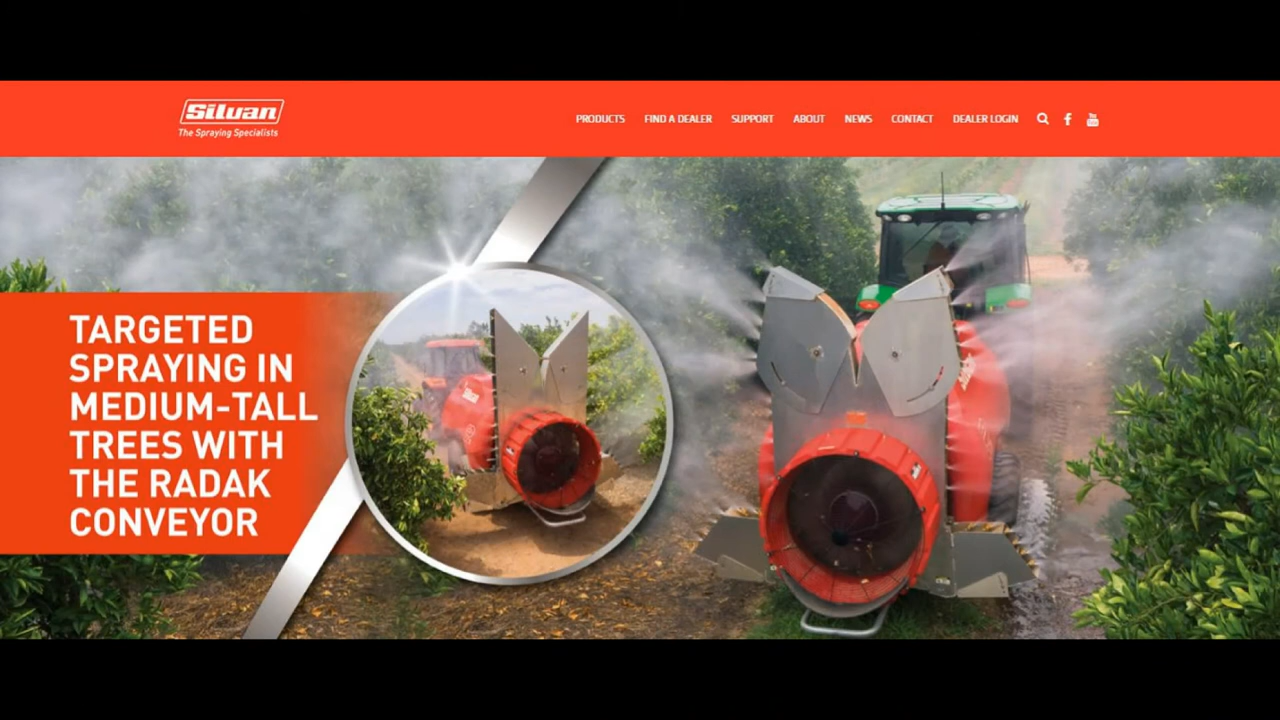 Silvan
The Spraying Specialists
PRODUCTS FIND A DEALER SUPPORT ABOUT NEWS CONTACT DEALER LOGIN
TARGETED
SPRAYING IN
MEDIUM-TALL
TREES WITH
THE RADAK
CONVEYOR